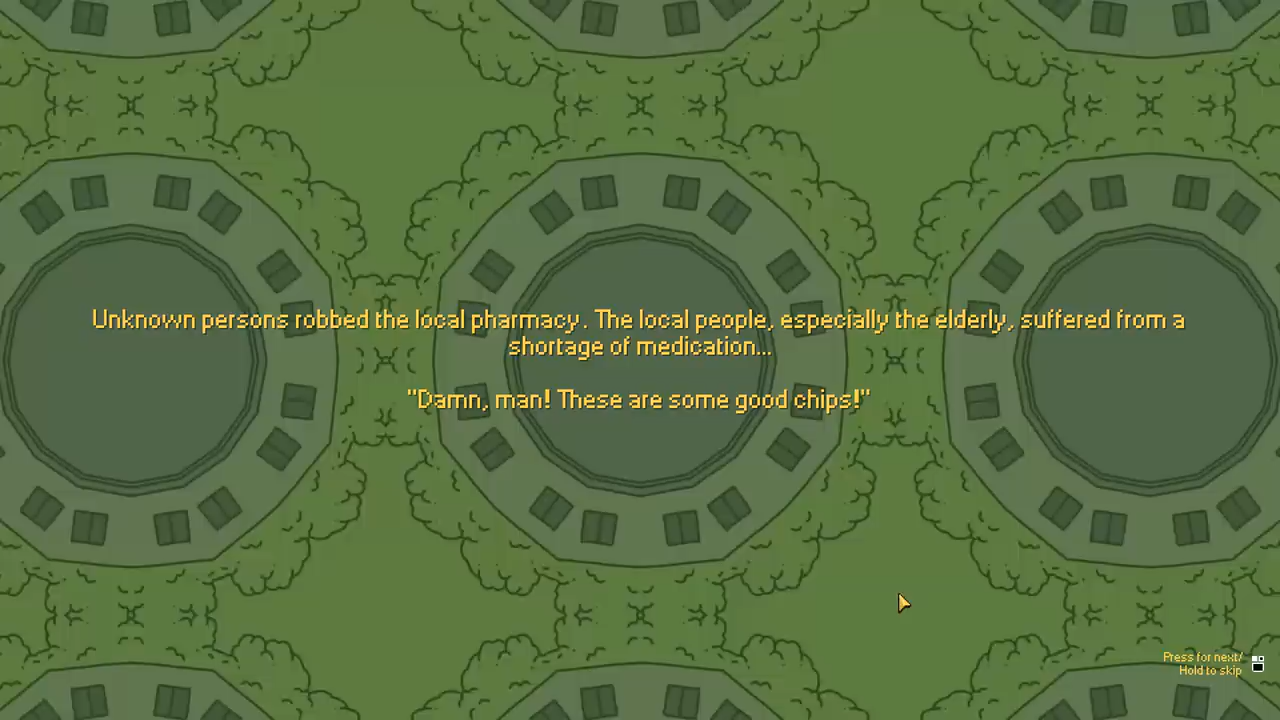 Unknown persons robbed the local pharmacy. The local people, especially the elderly, suffered from a
shortage of medication...
"Damn, man! These are some good chips!"
Press for next/
Hold to skip